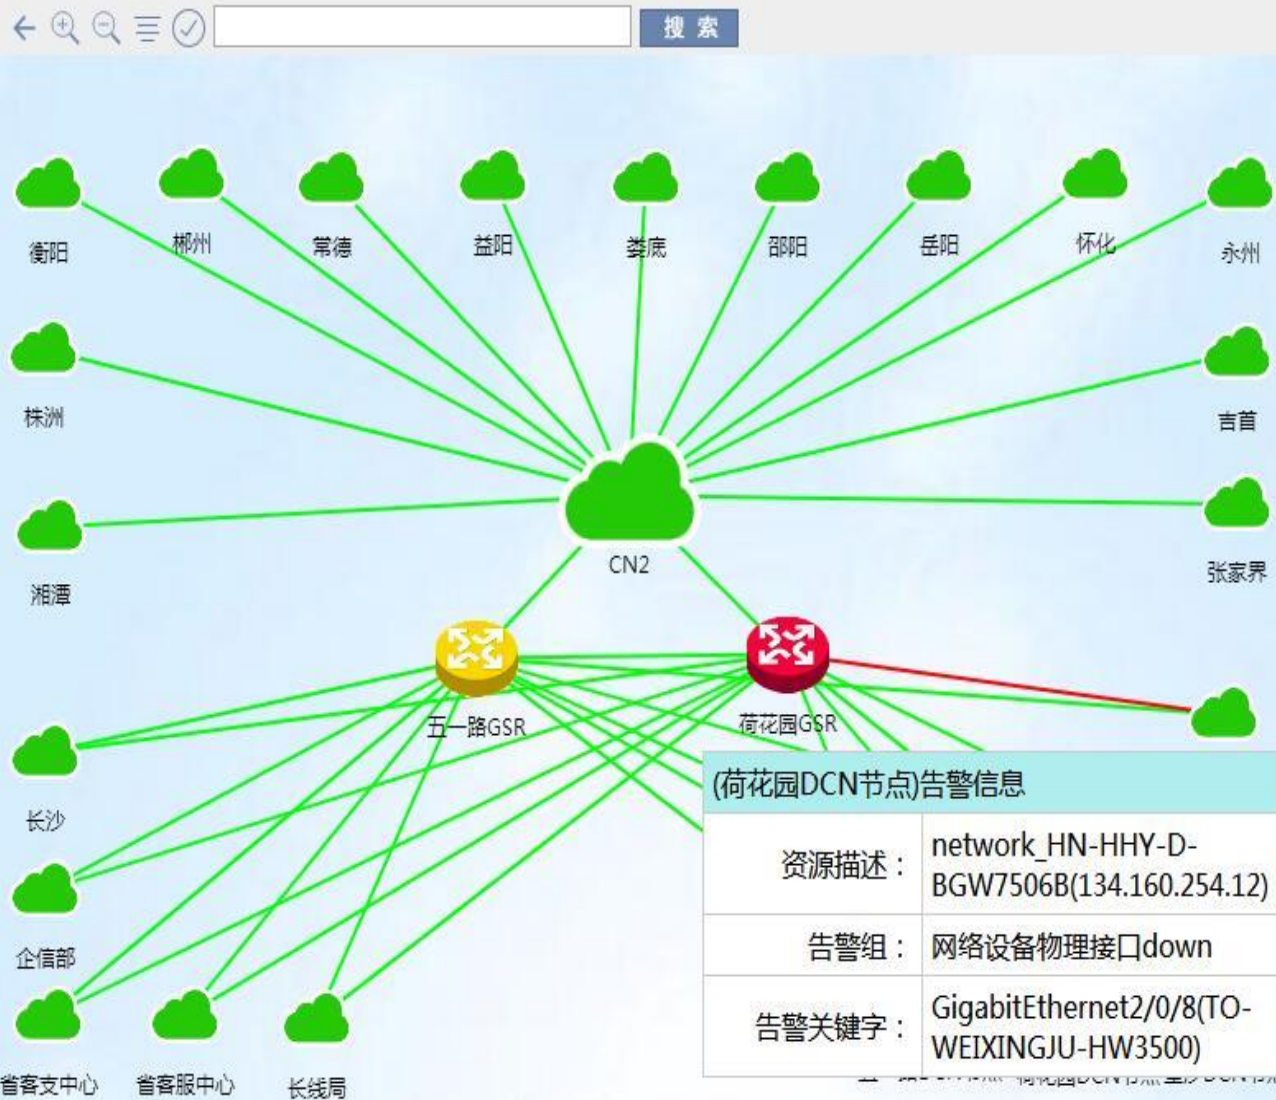 搜 索
衡阳
郴州
常德
益阳
娄底
邵阳
岳阳
怀化
永州
株洲
吉首
CN2
湘潭
张家界
五一路GSR
荷花园GSR
长沙
(荷花园DCN节点)告警信息
资源描述：
network_HN-HHY-D-
BGW7506B(134.160.254.12)
告警组：
网络设备物理接口down
告警关键字：
GigabitEthernet2/0/8(TO-
WEIXINGJU-HW3500)
企信部
省客支中心
省客服中心
长线局